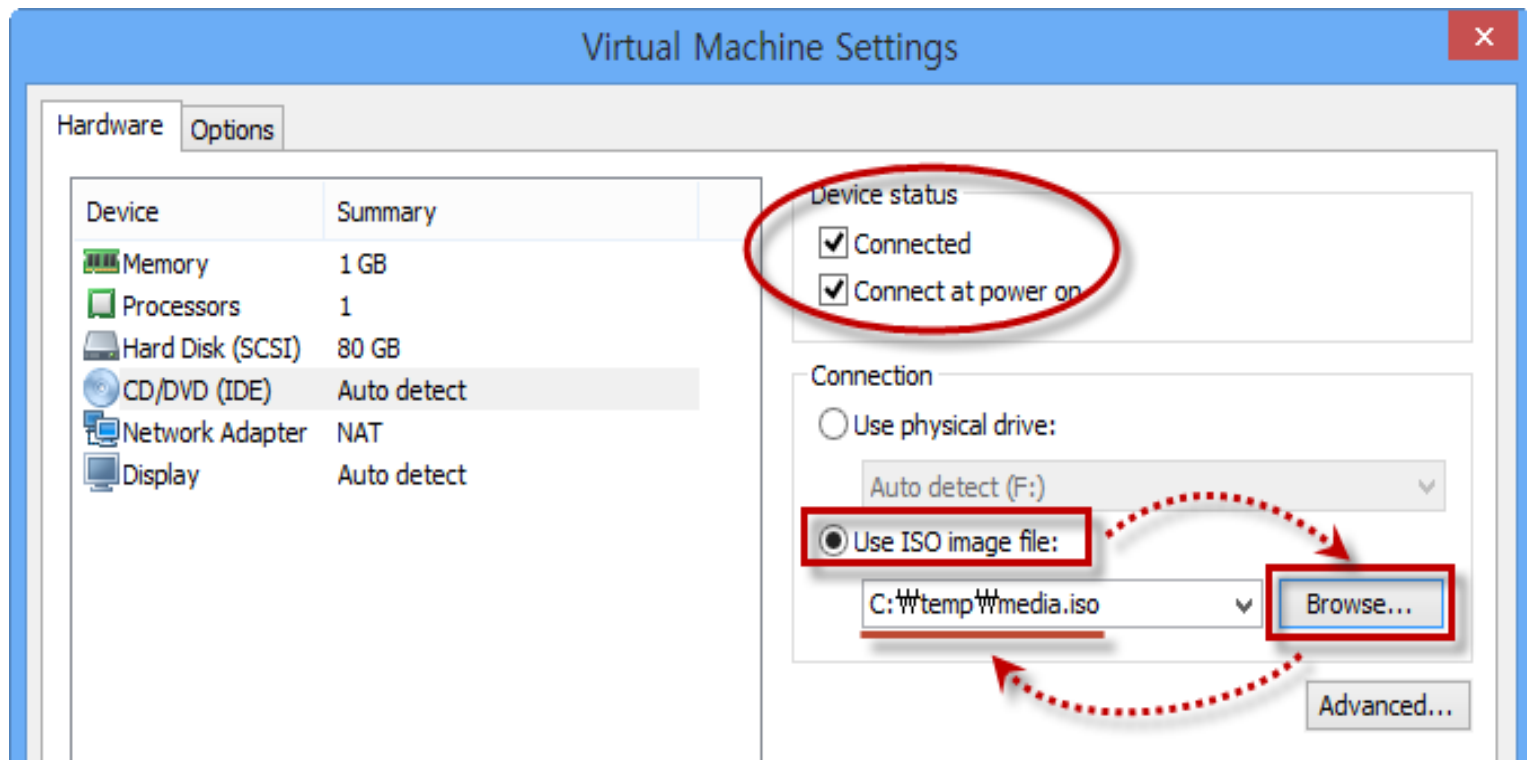 Virtual Machine Settings
Hardware
Options
Device Summary
Memory 1 GB
Processors 1
Hard Disk (SCSI) 80 GB
CD/DVD (IDE) Auto detect
Network Adapter NAT
Display Auto detect
Device status
Connected
Connect at power on
Connection
Use physical drive:
Auto detect (F:)
Use ISO image file:
C:₩temp₩media.iso
Browse...
Advanced...